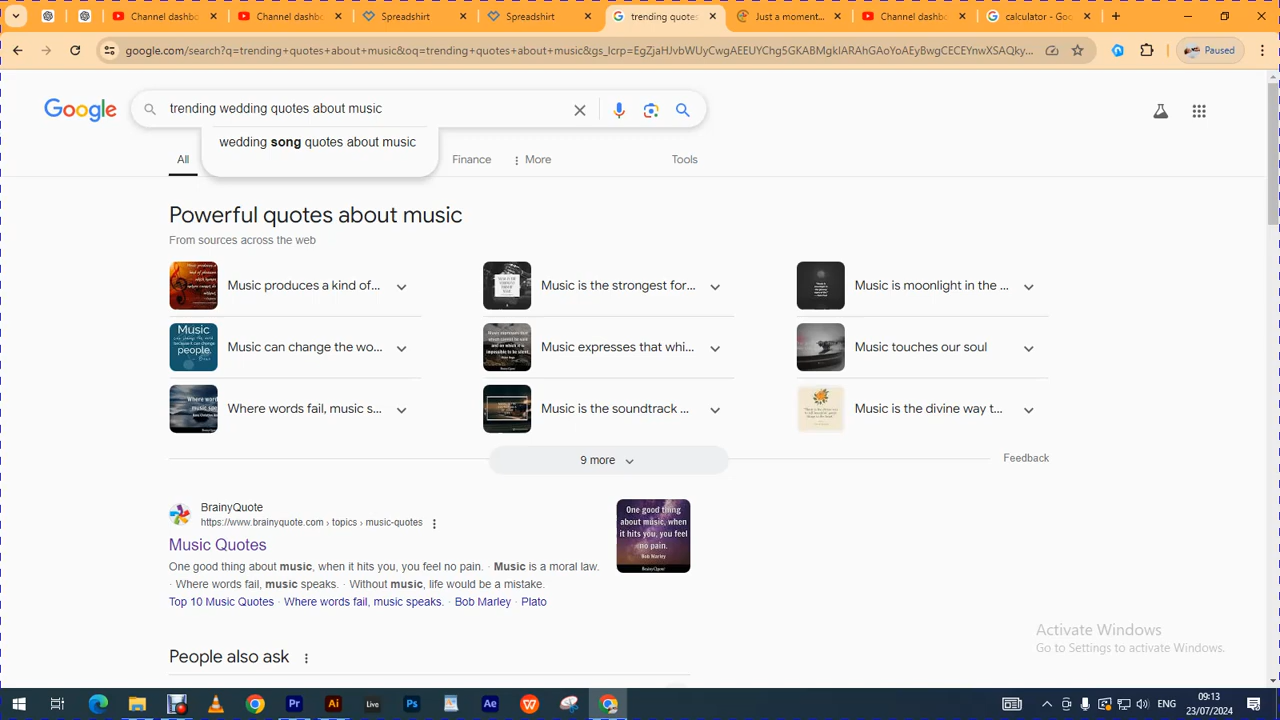 Channel dashbo
Spreadshirt
Spreadshirt
trending quotes
Just a moment...
Channel dashbo
calculator - Goo
google.com/search?q=trending+quotes+about+music&oq=trending+quotes+about+music&gs_lcrp=EgZjaHJvbWUyCwgAEEUYChgSGKABMgkIARAhGAoYoAEyBwgCECEYnwXSAQky...
Paused
Google
trending wedding quotes about music
wedding song quotes about music
All
Finance
More
Tools
Powerful quotes about music
From sources across the web
Music produces a kind of...
Music is the strongest for...
Music is moonlight in the ...
Music can change the wo...
Music expresses that whi...
Music touches our soul
Where words fail, music s...
Music is the soundtrack ...
Music is the divine way t...
9 more
Feedback
BrainyQuote
https://www.brainyquote.com › topics › music-quotes
Music Quotes
One good thing about music, when it hits you, you feel no pain. · Music is a moral law.
· Where words fail, music speaks. · Without music, life would be a mistake.
Top 10 Music Quotes · Where words fail, music speaks. · Bob Marley · Plato
One good thing
about music, when
it hits you, you feel
no pain.
Bob Marley
BrainyQuote
People also ask
Activate Windows
Go to Settings to activate Windows.
Live
ENG
09:13
23/07/2024